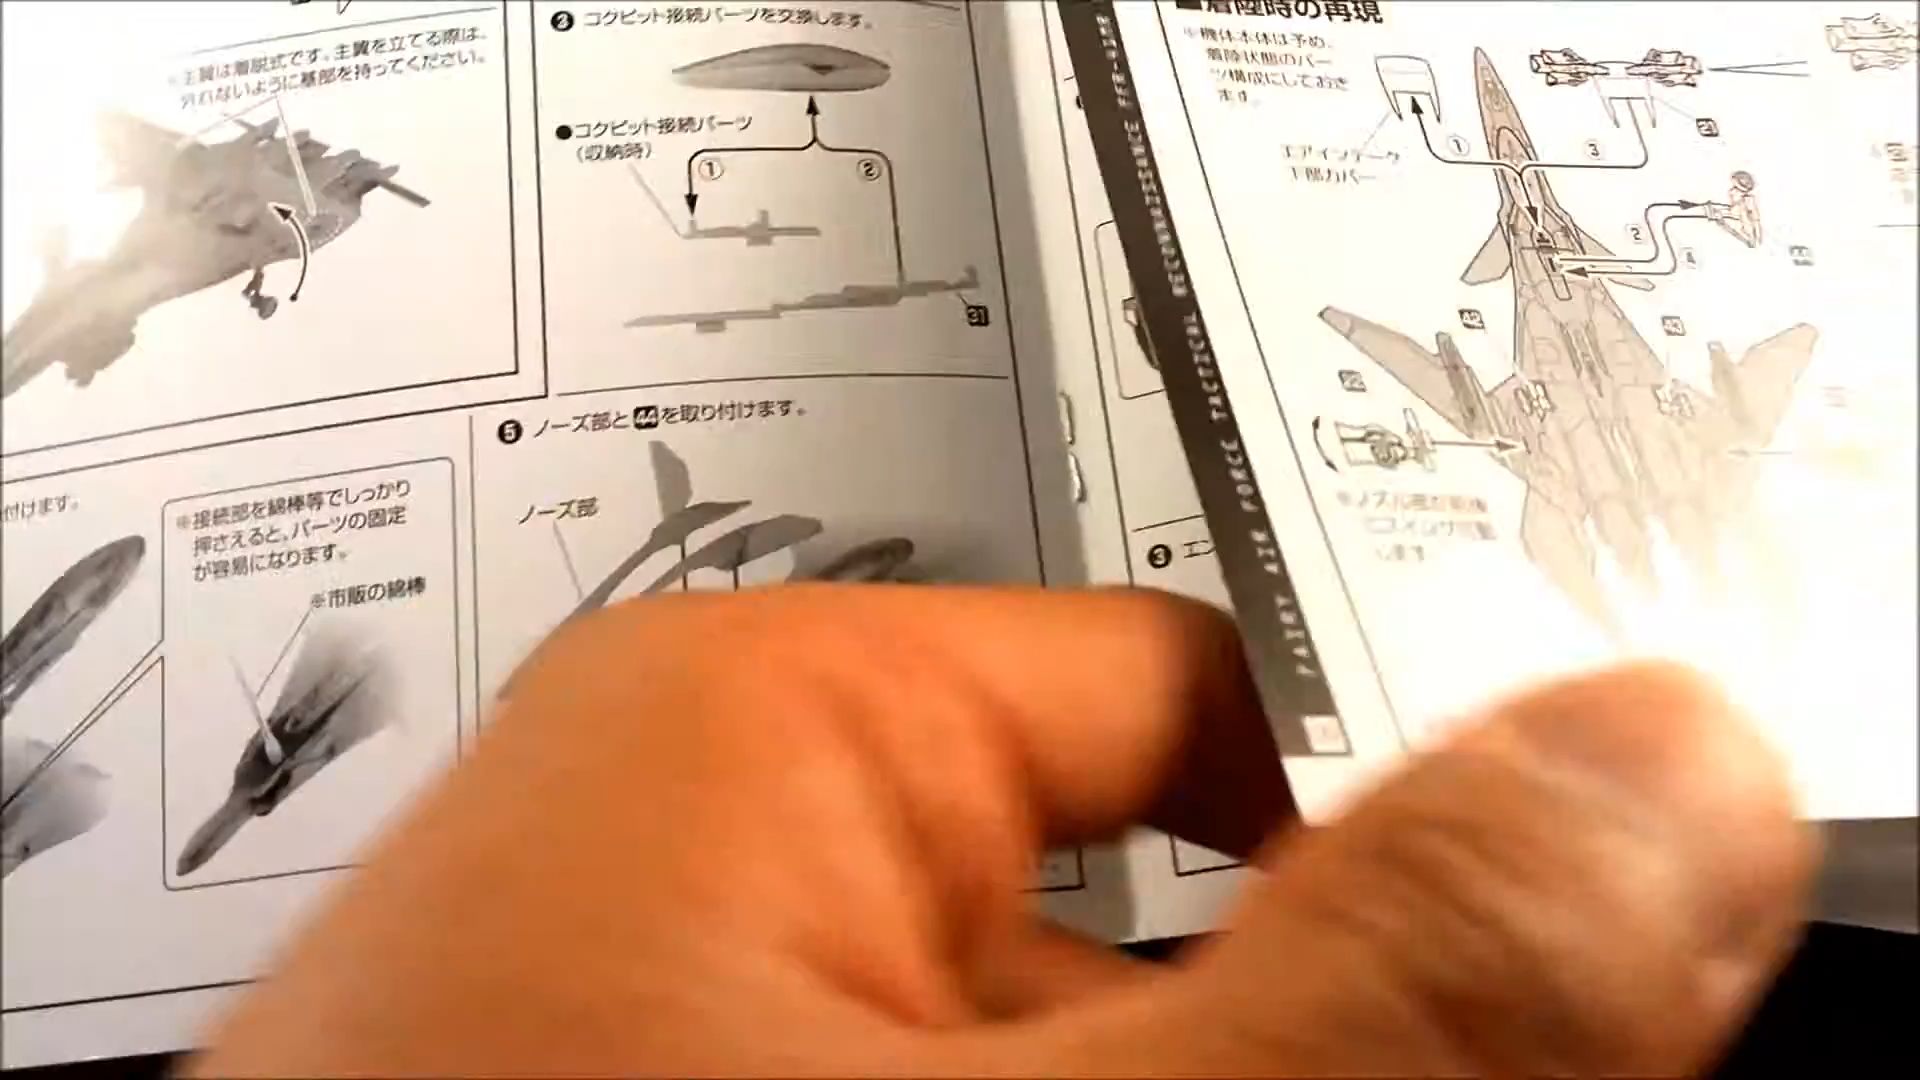 ※主翼は着脱式です。主翼を立てる際は、
外れないように基部を持ってください。
❷ コクピット接続パーツを交換します。
●コクピット接続パーツ
(収納時)
①
②
31
付けます。
※接続部を綿棒等でしっかり
押さえると、パーツの固定
が容易になります。
※市販の綿棒
❺ ノーズ部と44を取り付けます。
ノーズ部
❸ エン
FAIRY AIR FORCE TACTICAL
■着陸時の再現
※機体本体は予め、
着陸状態のパー
ツ構成にしておき
ます。
エアインテーク
下部カバー
①
③
21
②
④
42
43